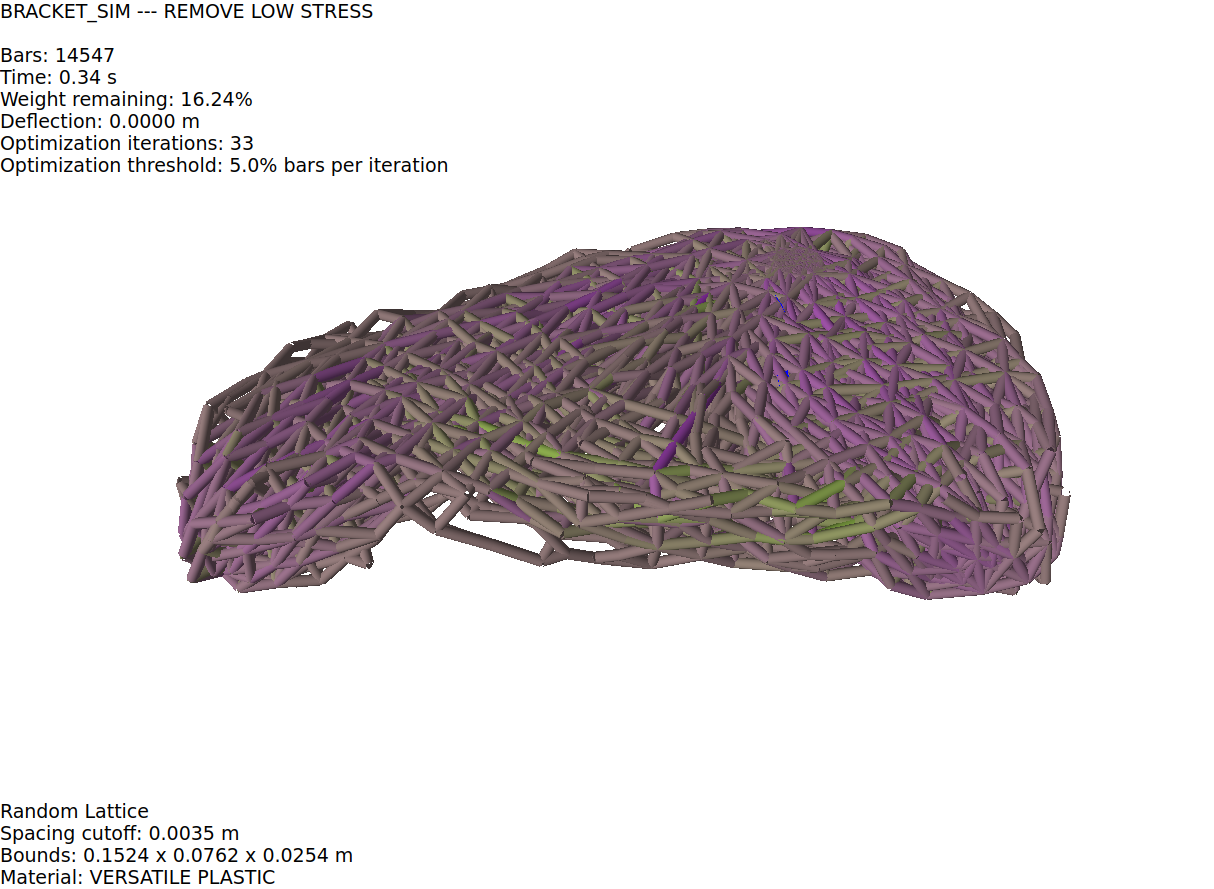 BRACKET_SIM --- REMOVE LOW STRESS
Bars: 14547
Time: 0.34 s
Weight remaining: 16.24%
Deflection: 0.0000 m
Optimization iterations: 33
Optimization threshold: 5.0% bars per iteration
Random Lattice
Spacing cutoff: 0.0035 m
Bounds: 0.1524 x 0.0762 x 0.0254 m
Material: VERSATILE PLASTIC